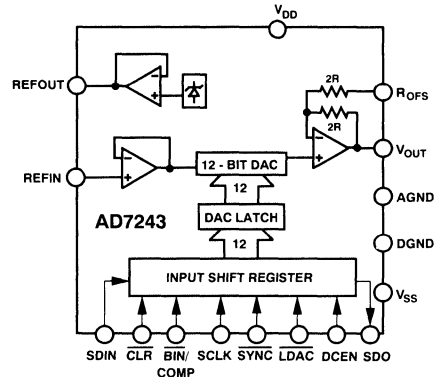 VDD
REFOUT
2R
ROFS
2R
VOUT
REFIN
12 - BIT DAC
12
AGND
AD7243
DAC LATCH
DGND
12
INPUT SHIFT REGISTER
VSS
SDIN
CLR
BIN/
COMP
SCLK
SYNC
LDAC
DCEN
SDO